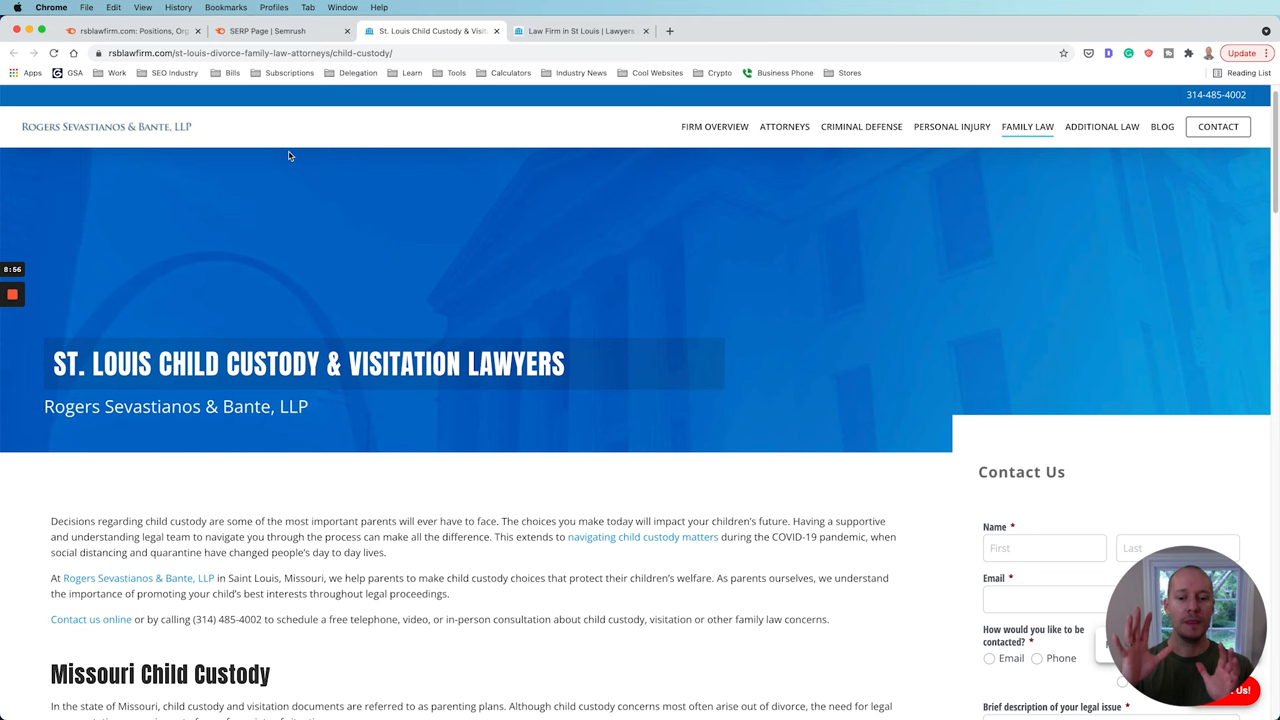 Chrome File Edit View History Bookmarks Profiles Tab Window Help
rsblawfirm.com: Positions, Org
SERP Page | Semrush
St. Louis Child Custody & Visit
Law Firm in St Louis | Lawyers
rsblawfirm.com/st-louis-divorce-family-law-attorneys/child-custody/
Update
Apps GSA Work SEO Industry Bills Subscriptions Delegation Learn Tools Calculators Industry News Cool Websites Crypto Business Phone Stores Reading List
314-485-4002
ROGERS SEVASTIANOS & BANTE, LLP
FIRM OVERVIEW ATTORNEYS CRIMINAL DEFENSE PERSONAL INJURY FAMILY LAW ADDITIONAL LAW BLOG CONTACT
8:56
ST. LOUIS CHILD CUSTODY & VISITATION LAWYERS
Rogers Sevastianos & Bante, LLP
Decisions regarding child custody are some of the most important parents will ever have to face. The choices you make today will impact your children's future. Having a supportive
and understanding legal team to navigate you through the process can make all the difference. This extends to navigating child custody matters during the COVID-19 pandemic, when
social distancing and quarantine have changed people's day to day lives.
At Rogers Sevastianos & Bante, LLP in Saint Louis, Missouri, we help parents to make child custody choices that protect their children's welfare. As parents ourselves, we understand
the importance of promoting your child's best interests throughout legal proceedings.
Contact us online or by calling (314) 485-4002 to schedule a free telephone, video, or in-person consultation about child custody, visitation or other family law concerns.
Missouri Child Custody
In the state of Missouri, child custody and visitation documents are referred to as parenting plans. Although child custody concerns most often arise out of divorce, the need for legal
Contact Us
Name *
First
Last
Email *
How would you like to be
contacted? *
Email Phone
Us!
Brief description of your legal issue *